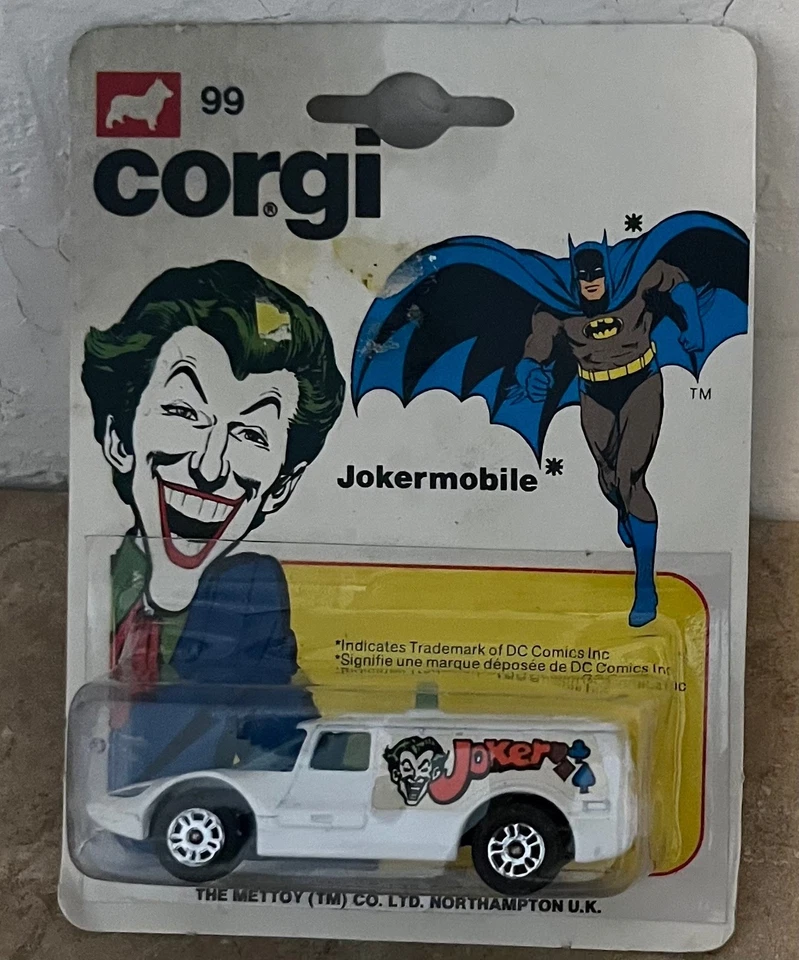 99
corgi®
*
TM
Jokermobile*
*Indicates Trademark of DC Comics Inc
*Signifie une marque déposée de DC Comics Inc
Joker
THE METTOY (TM) CO. LTD. NORTHAMPTON U.K.